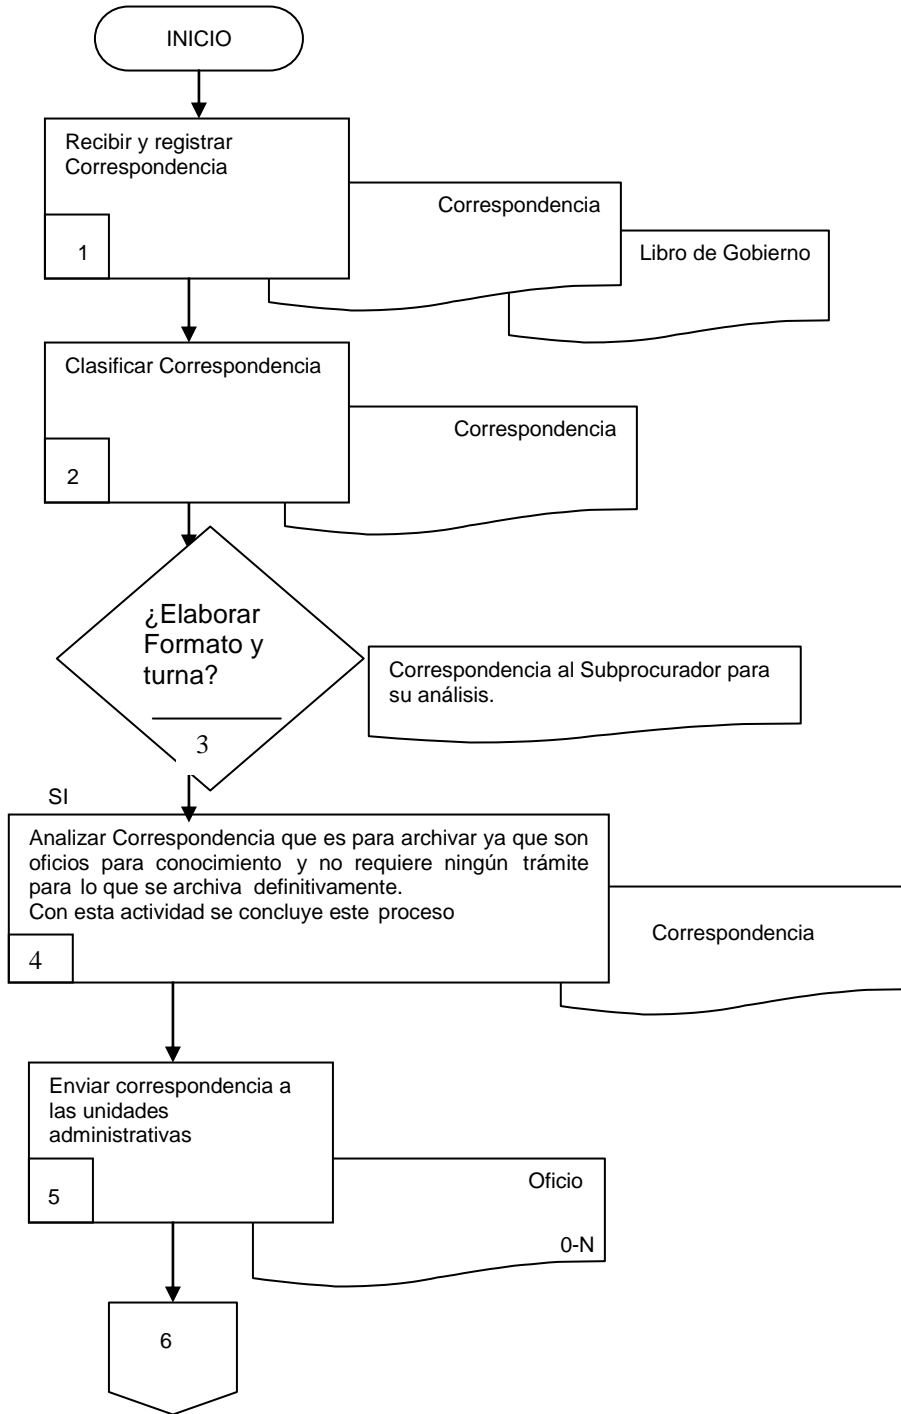 INICIO
Recibir y registrar
Correspondencia
1
Correspondencia
Libro de Gobierno
Clasificar Correspondencia
2
Correspondencia
¿Elaborar
Formato y
turna?
3
Correspondencia al Subprocurador para
su análisis.
SI
Analizar Correspondencia que es para archivar ya que son
oficios para conocimiento y no requiere ningún trámite
para lo que se archiva definitivamente.
Con esta actividad se concluye este proceso
4
Correspondencia
Enviar correspondencia a
las unidades
administrativas
5
Oficio
0-N
6